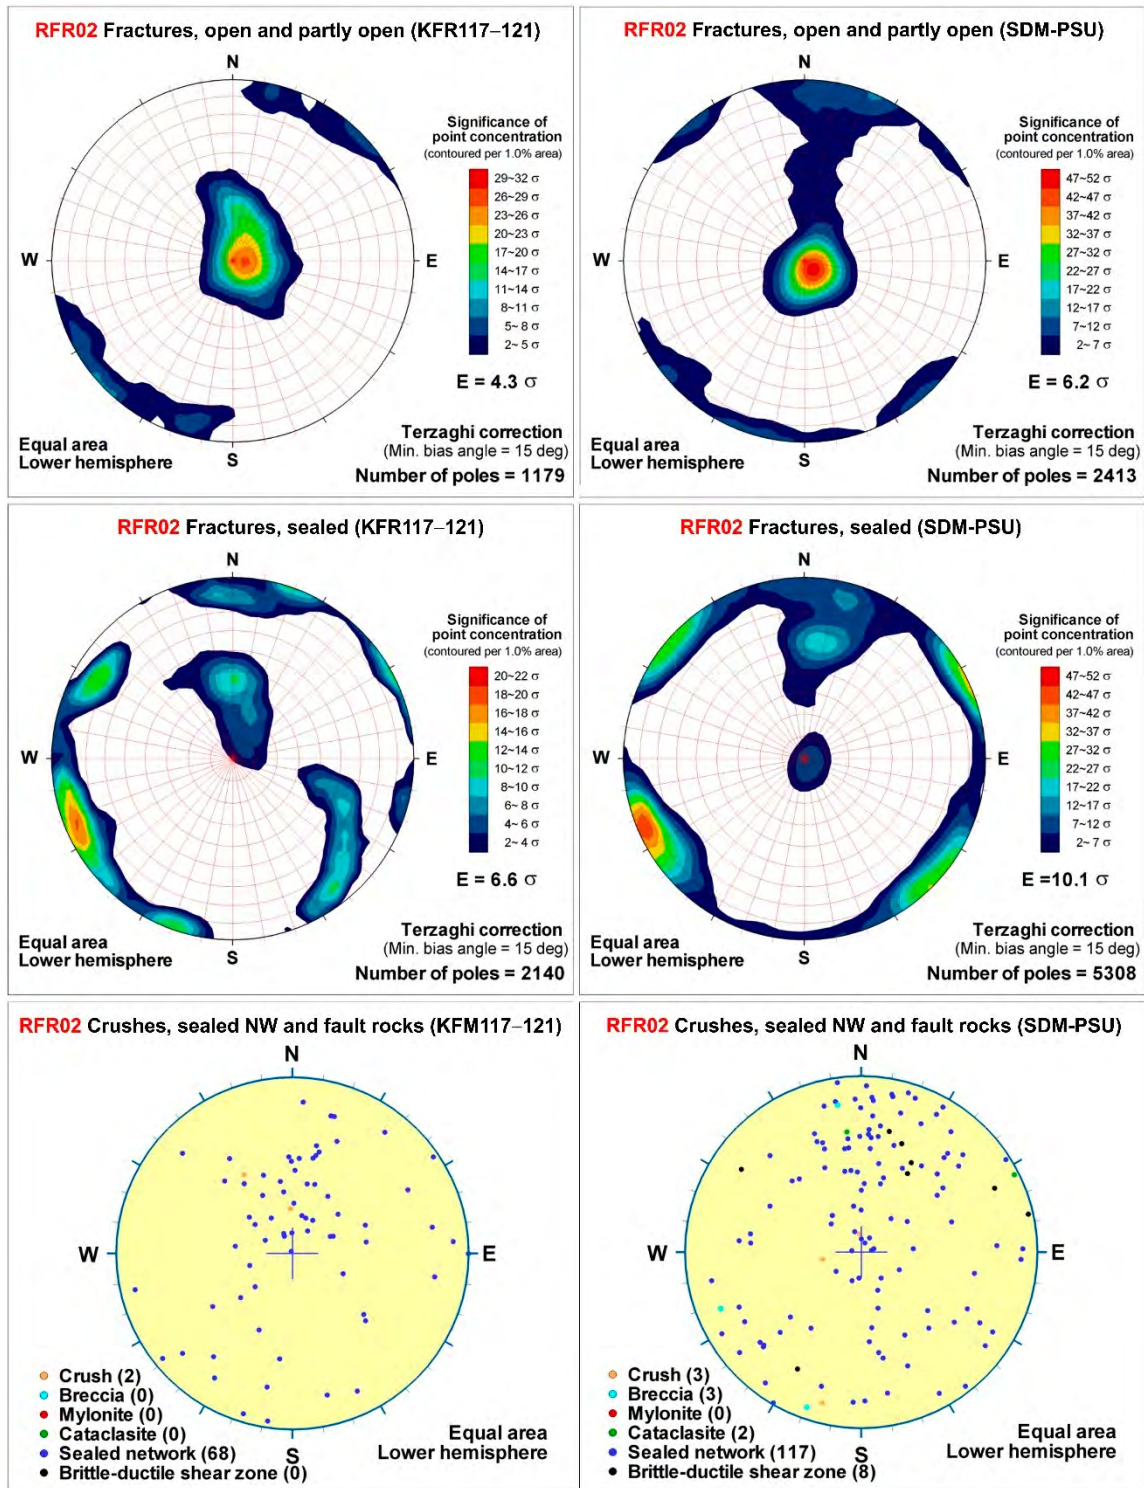 RFR02 Fractures, open and partly open (KFR117–121)
N
W
E
S
Significance of
point concentration
(contoured per 1.0% area)
29~32 σ
26~29 σ
23~26 σ
20~23 σ
17~20 σ
14~17 σ
11~14 σ
8~11 σ
5~8 σ
2~5 σ
E = 4.3 σ
Equal area
Lower hemisphere
Terzaghi correction
(Min. bias angle = 15 deg)
Number of poles = 1179
RFR02 Fractures, open and partly open (SDM-PSU)
N
W
E
S
Significance of
point concentration
(contoured per 1.0% area)
47~52 σ
42~47 σ
37~42 σ
32~37 σ
27~32 σ
22~27 σ
17~22 σ
12~17 σ
7~12 σ
2~7 σ
E = 6.2 σ
Equal area
Lower hemisphere
Terzaghi correction
(Min. bias angle = 15 deg)
Number of poles = 2413
RFR02 Fractures, sealed (KFR117–121)
N
W
E
S
Significance of
point concentration
(contoured per 1.0% area)
20~22 σ
18~20 σ
16~18 σ
14~16 σ
12~14 σ
10~12 σ
8~10 σ
6~8 σ
4~6 σ
2~4 σ
E = 6.6 σ
Equal area
Lower hemisphere
Terzaghi correction
(Min. bias angle = 15 deg)
Number of poles = 2140
RFR02 Fractures, sealed (SDM-PSU)
N
W
E
S
Significance of
point concentration
(contoured per 1.0% area)
47~52 σ
42~47 σ
37~42 σ
32~37 σ
27~32 σ
22~27 σ
17~22 σ
12~17 σ
7~12 σ
2~7 σ
E =10.1 σ
Equal area
Lower hemisphere
Terzaghi correction
(Min. bias angle = 15 deg)
Number of poles = 5308
RFR02 Crushes, sealed NW and fault rocks (KFM117–121)
N
W
E
S
Crush (2)
Breccia (0)
Mylonite (0)
Cataclasite (0)
Sealed network (68)
Brittle-ductile shear zone (0)
Equal area
Lower hemisphere
RFR02 Crushes, sealed NW and fault rocks (SDM-PSU)
N
W
E
S
Crush (3)
Breccia (3)
Mylonite (0)
Cataclasite (2)
Sealed network (117)
Brittle-ductile shear zone (8)
Equal area
Lower hemisphere